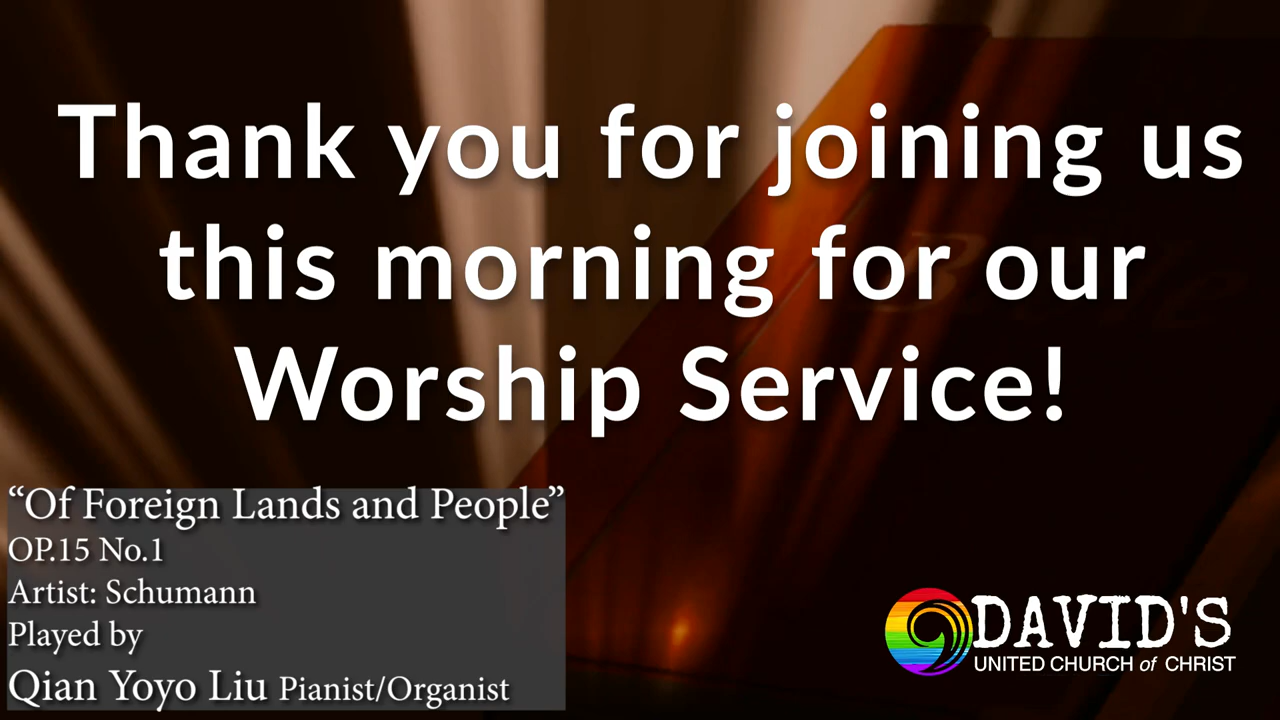 Thank you for joining us
this morning for our
Worship Service!
“Of Foreign Lands and People”
OP.15 No.1
Artist: Schumann
Played by
Qian Yoyo Liu Pianist/Organist
DAVID'S
UNITED CHURCH of CHRIST